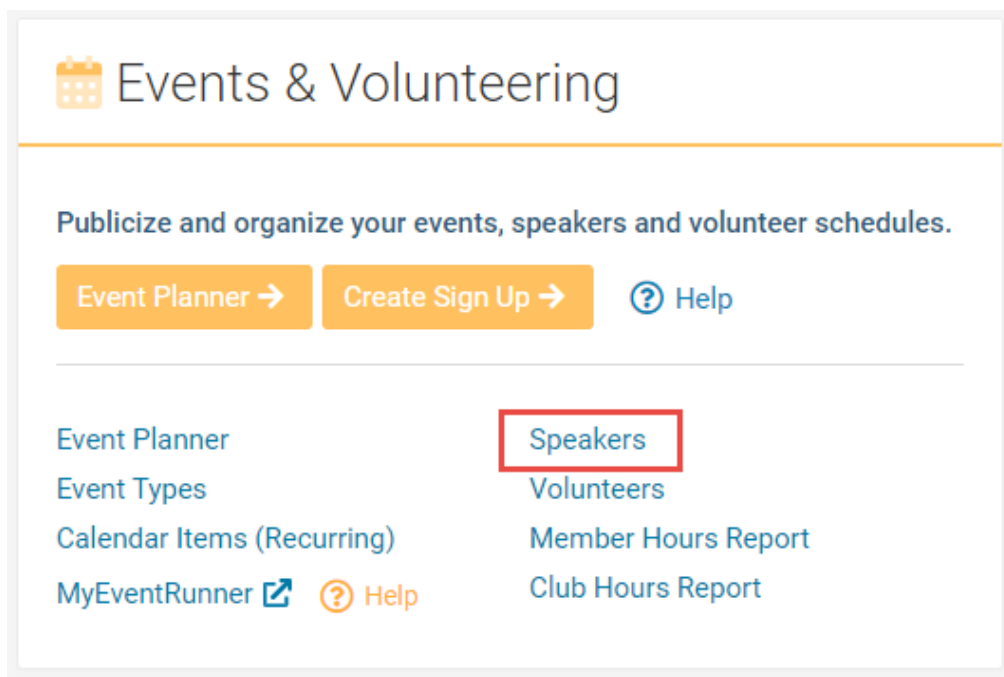 Events & Volunteering
Publicize and organize your events, speakers and volunteer schedules.
Event Planner → Create Sign Up → Help
Event Planner
Event Types
Calendar Items (Recurring)
MyEventRunner Help
Speakers
Volunteers
Member Hours Report
Club Hours Report